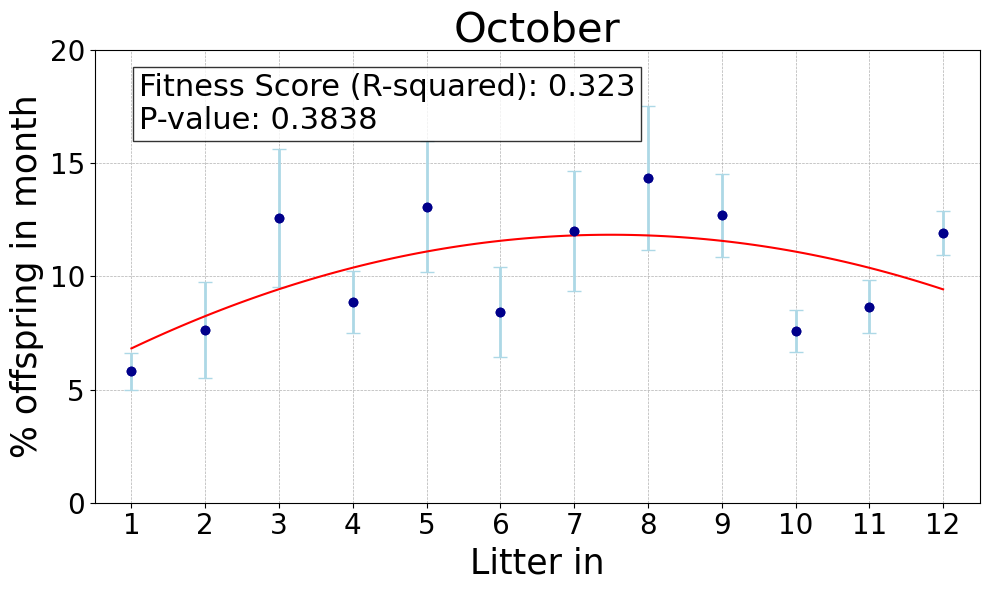 October
Fitness Score (R-squared): 0.323
P-value: 0.3838
% offspring in month
20
15
10
5
0
1 2 3 4 5 6 7 8 9 10 11 12
Litter in